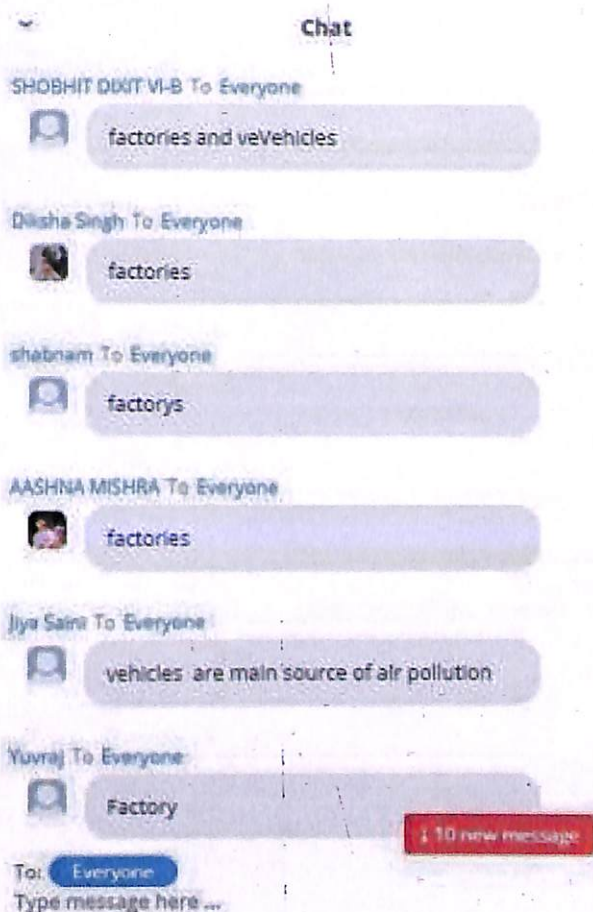 Chat
SHOBHIT DIXIT VI-B To Everyone
factories and veVehicles
Diksha Singh To Everyone
factories
shabnam To Everyone
factorys
AASHNA MISHRA To Everyone
factories
Jiya Saini To Everyone
vehicles are main source of air pollution
Yuvraj To Everyone
Factory
↓ 10 new message
To: Everyone
Type message here ...